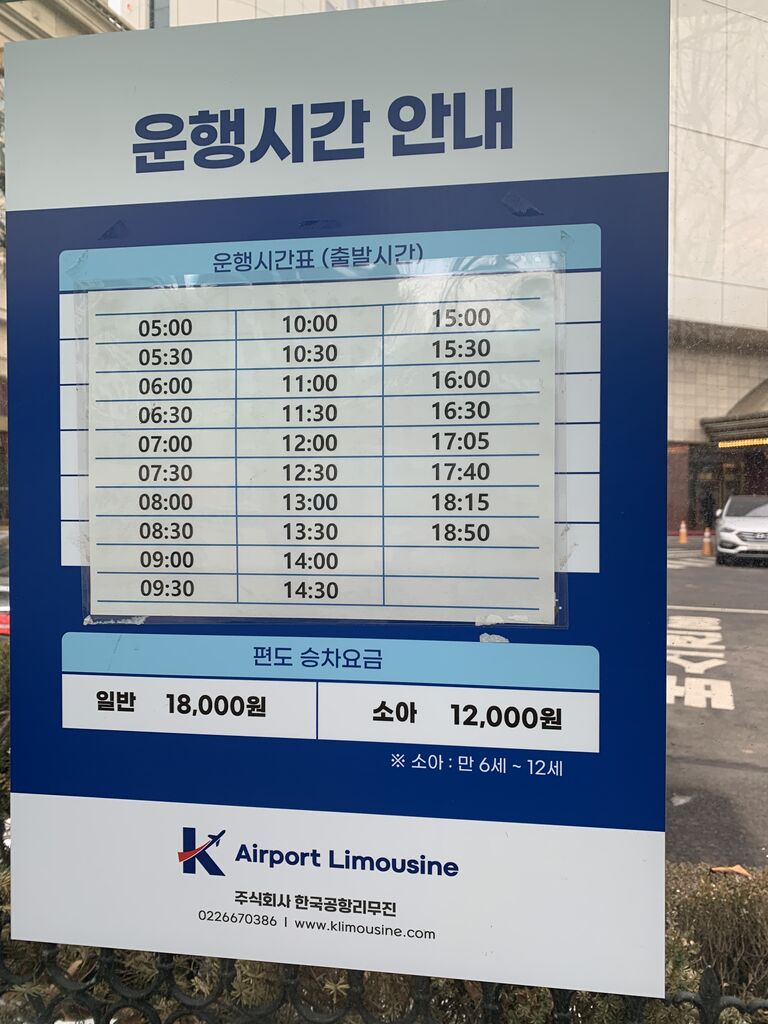 운행시간 안내
운행시간표 (출발시간)
05:00 10:00 15:00
05:30 10:30 15:30
06:00 11:00 16:00
06:30 11:30 16:30
07:00 12:00 17:05
07:30 12:30 17:40
08:00 13:00 18:15
08:30 13:30 18:50
09:00 14:00
09:30 14:30
편도 승차요금
일반 18,000원 소아 12,000원
※ 소아 : 만 6세 ~ 12세
K Airport Limousine
주식회사 한국공항리무진
0226670386 | www.klimousine.com